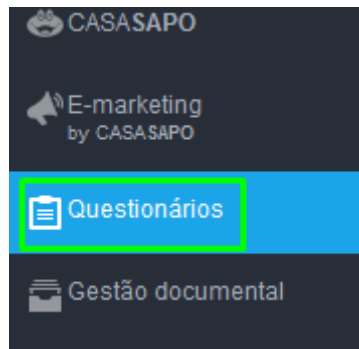 CASASAPO
E-marketing
by CASASAPO
Questionários
Gestão documental